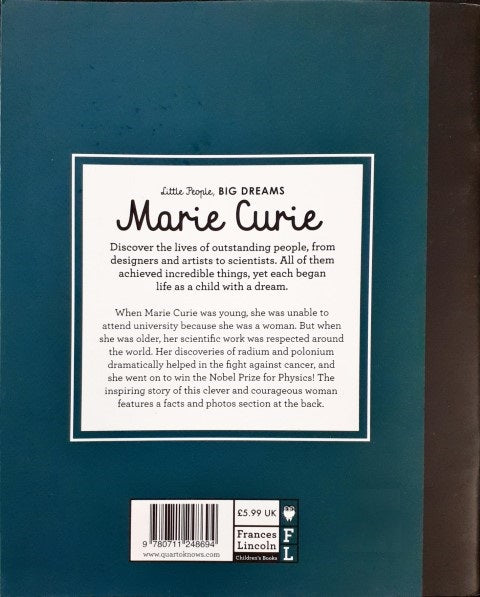 Little People, BIG DREAMS
Marie Curie
Discover the lives of outstanding people, from
designers and artists to scientists. All of them
achieved incredible things, yet each began
life as a child with a dream.
When Marie Curie was young, she was unable to
attend university because she was a woman. But when
she was older, her scientific work was respected around
the world. Her discoveries of radium and polonium
dramatically helped in the fight against cancer, and
she went on to win the Nobel Prize for Physics! The
inspiring story of this clever and courageous woman
features a facts and photos section at the back.
9 780711 248694
www.quartoknows.com
£5.99 UK
Frances
Lincoln
Children's Books
F
L